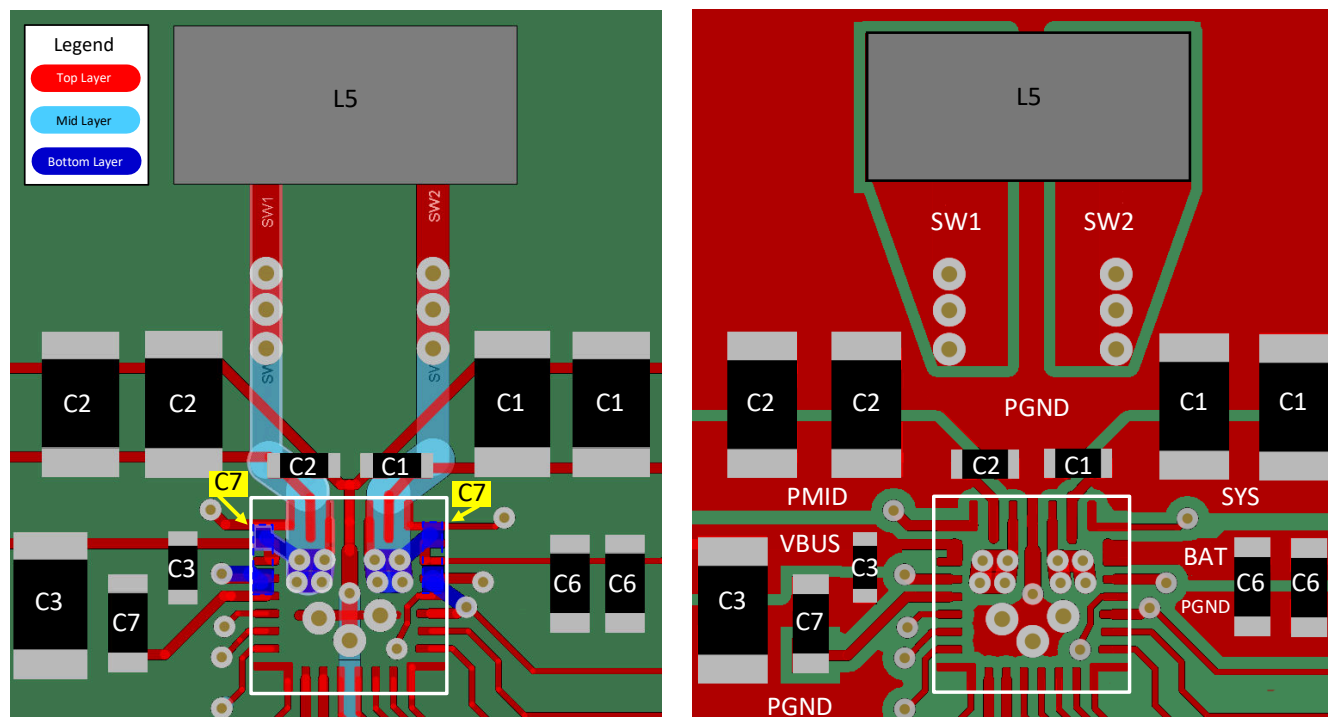 Legend
Top Layer
Mid Layer
Bottom Layer
L5
SW1
SW2
SW
SW
C2
C2
C1
C1
C2
C1
C7
C7
C3
C3
C7
C6
C6
L5
SW1
SW2
C2
C2
C1
C1
PGND
C2
C1
PMID
SYS
VBUS
BAT
C3
C3
C7
C6
C6
PGND
PGND